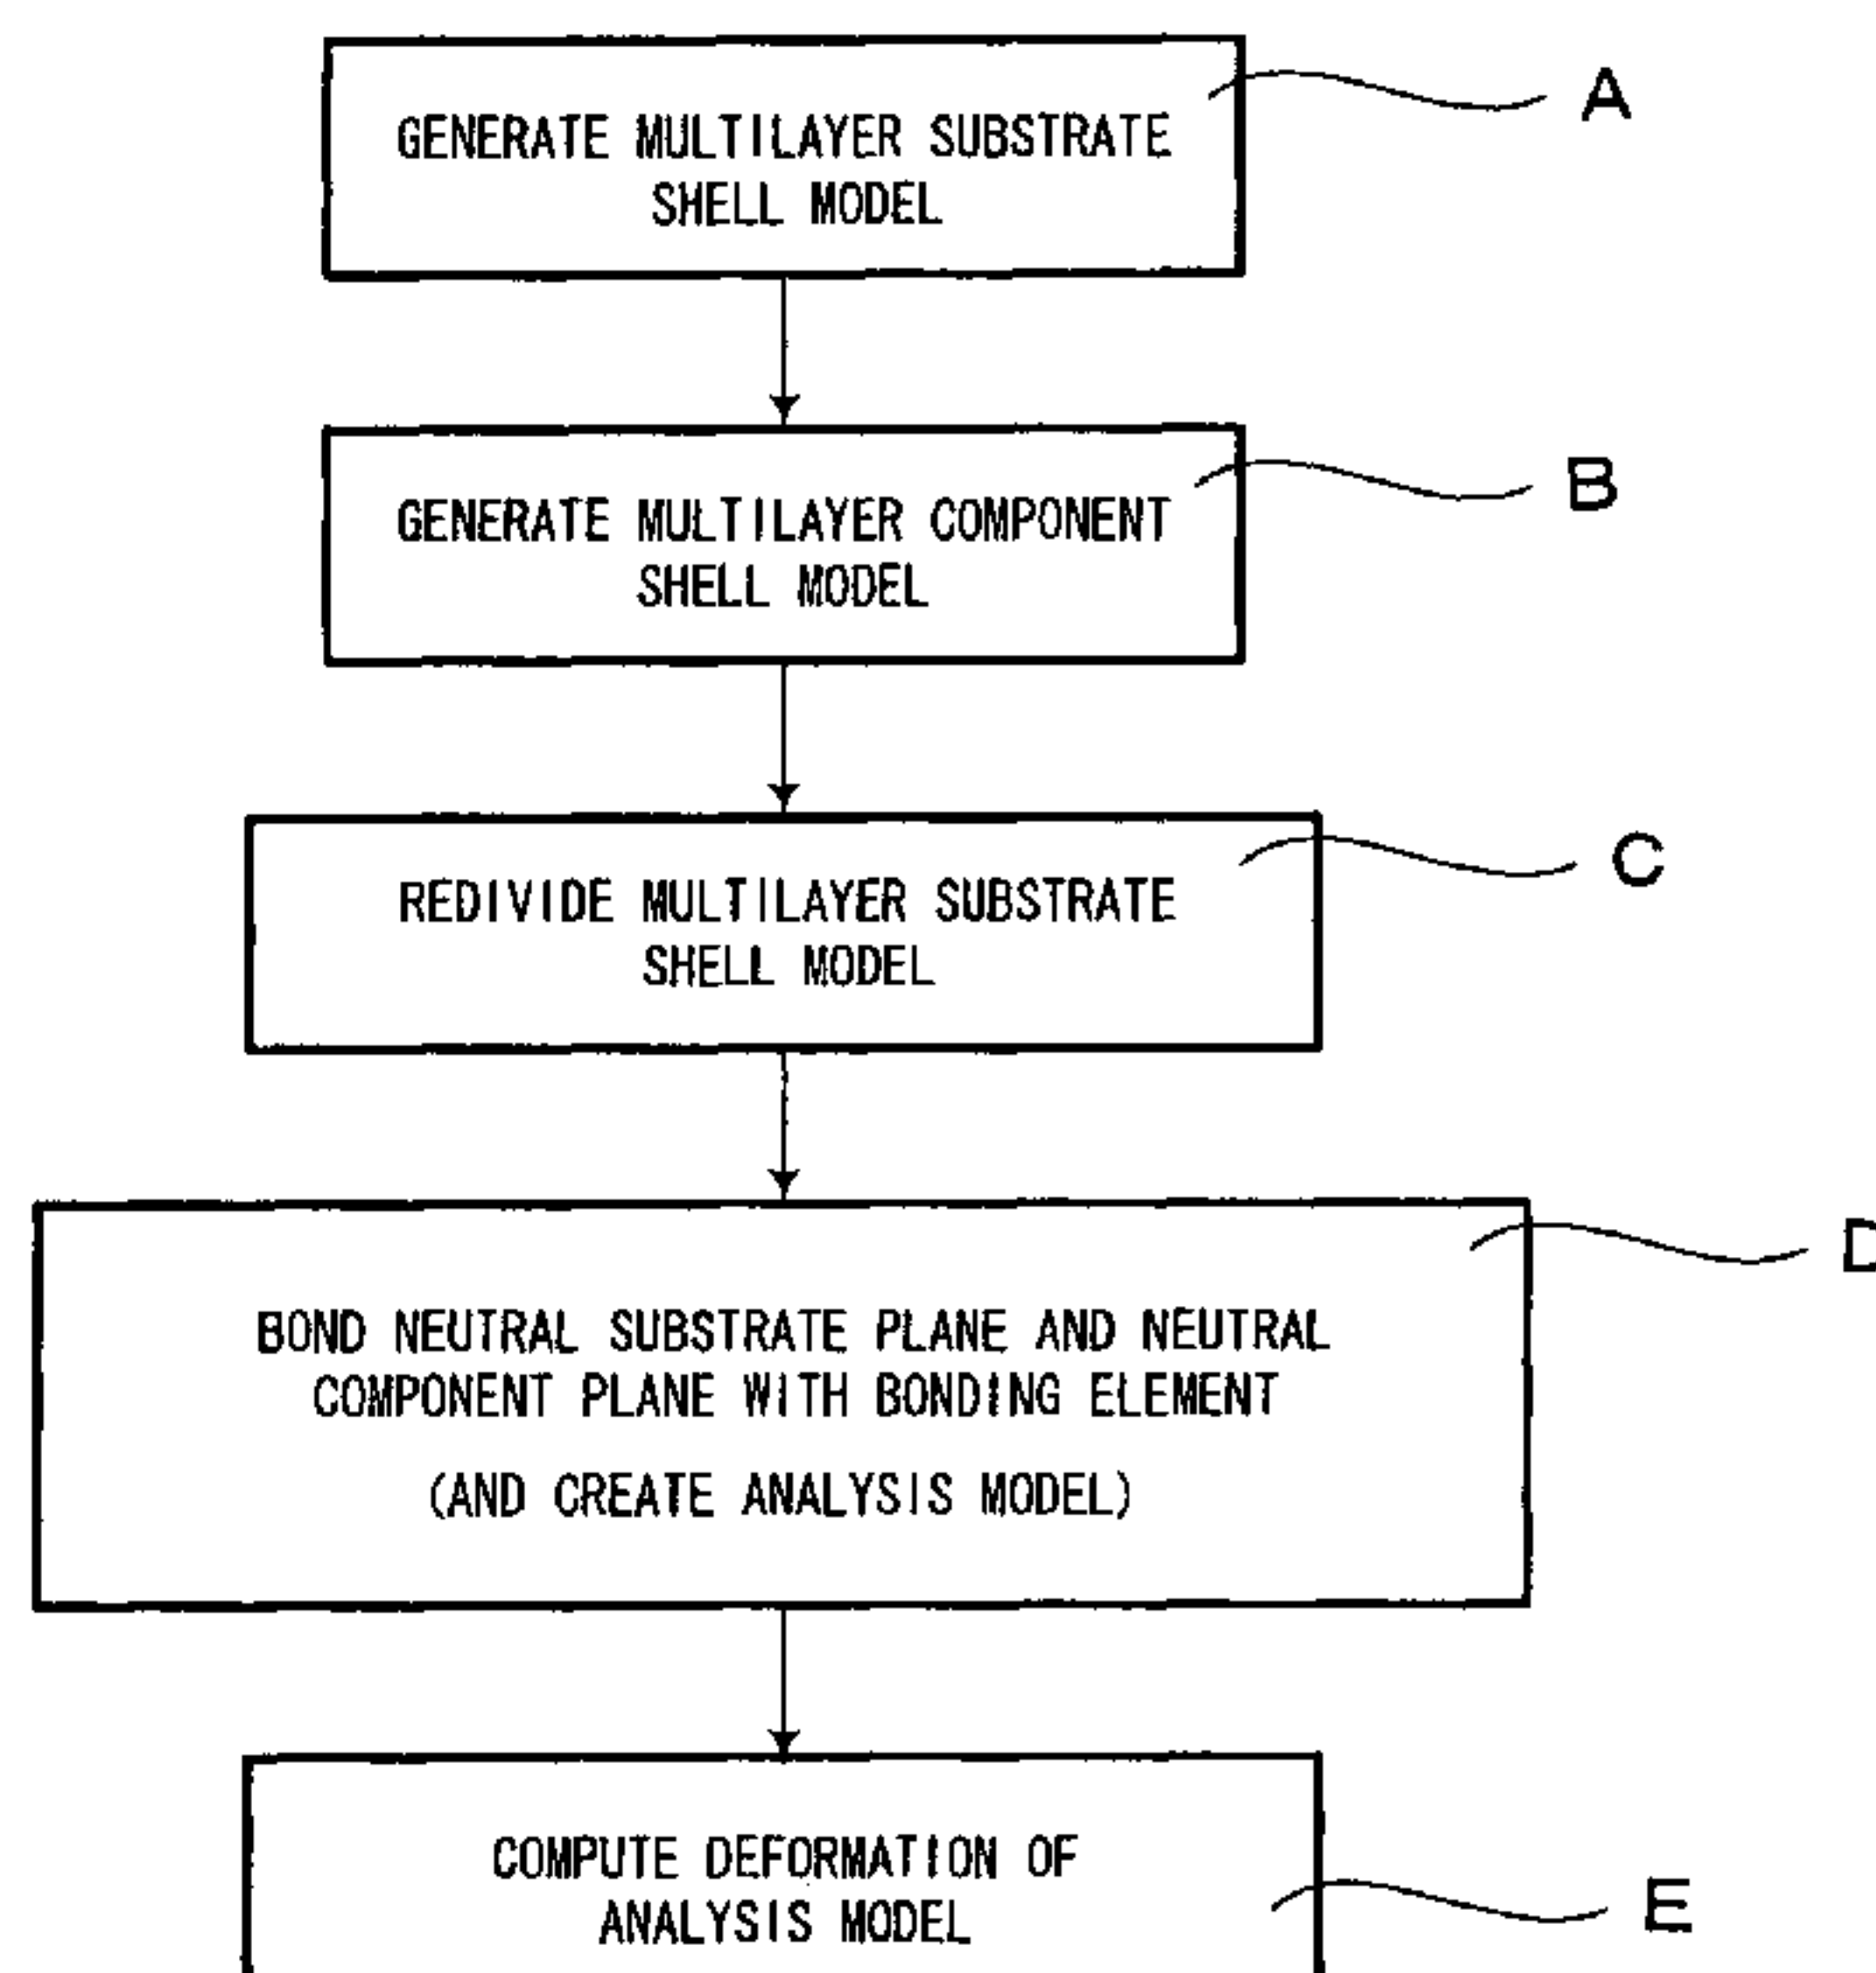 GENERATE MULTILAYER SUBSTRATE
SHELL MODEL
A
GENERATE MULTILAYER COMPONENT
SHELL MODEL
B
REDIVIDE MULTILAYER SUBSTRATE
SHELL MODEL
C
BOND NEUTRAL SUBSTRATE PLANE AND NEUTRAL
COMPONENT PLANE WITH BONDING ELEMENT
(AND CREATE ANALYSIS MODEL)
D
COMPUTE DEFORMATION OF
ANALYSIS MODEL
E